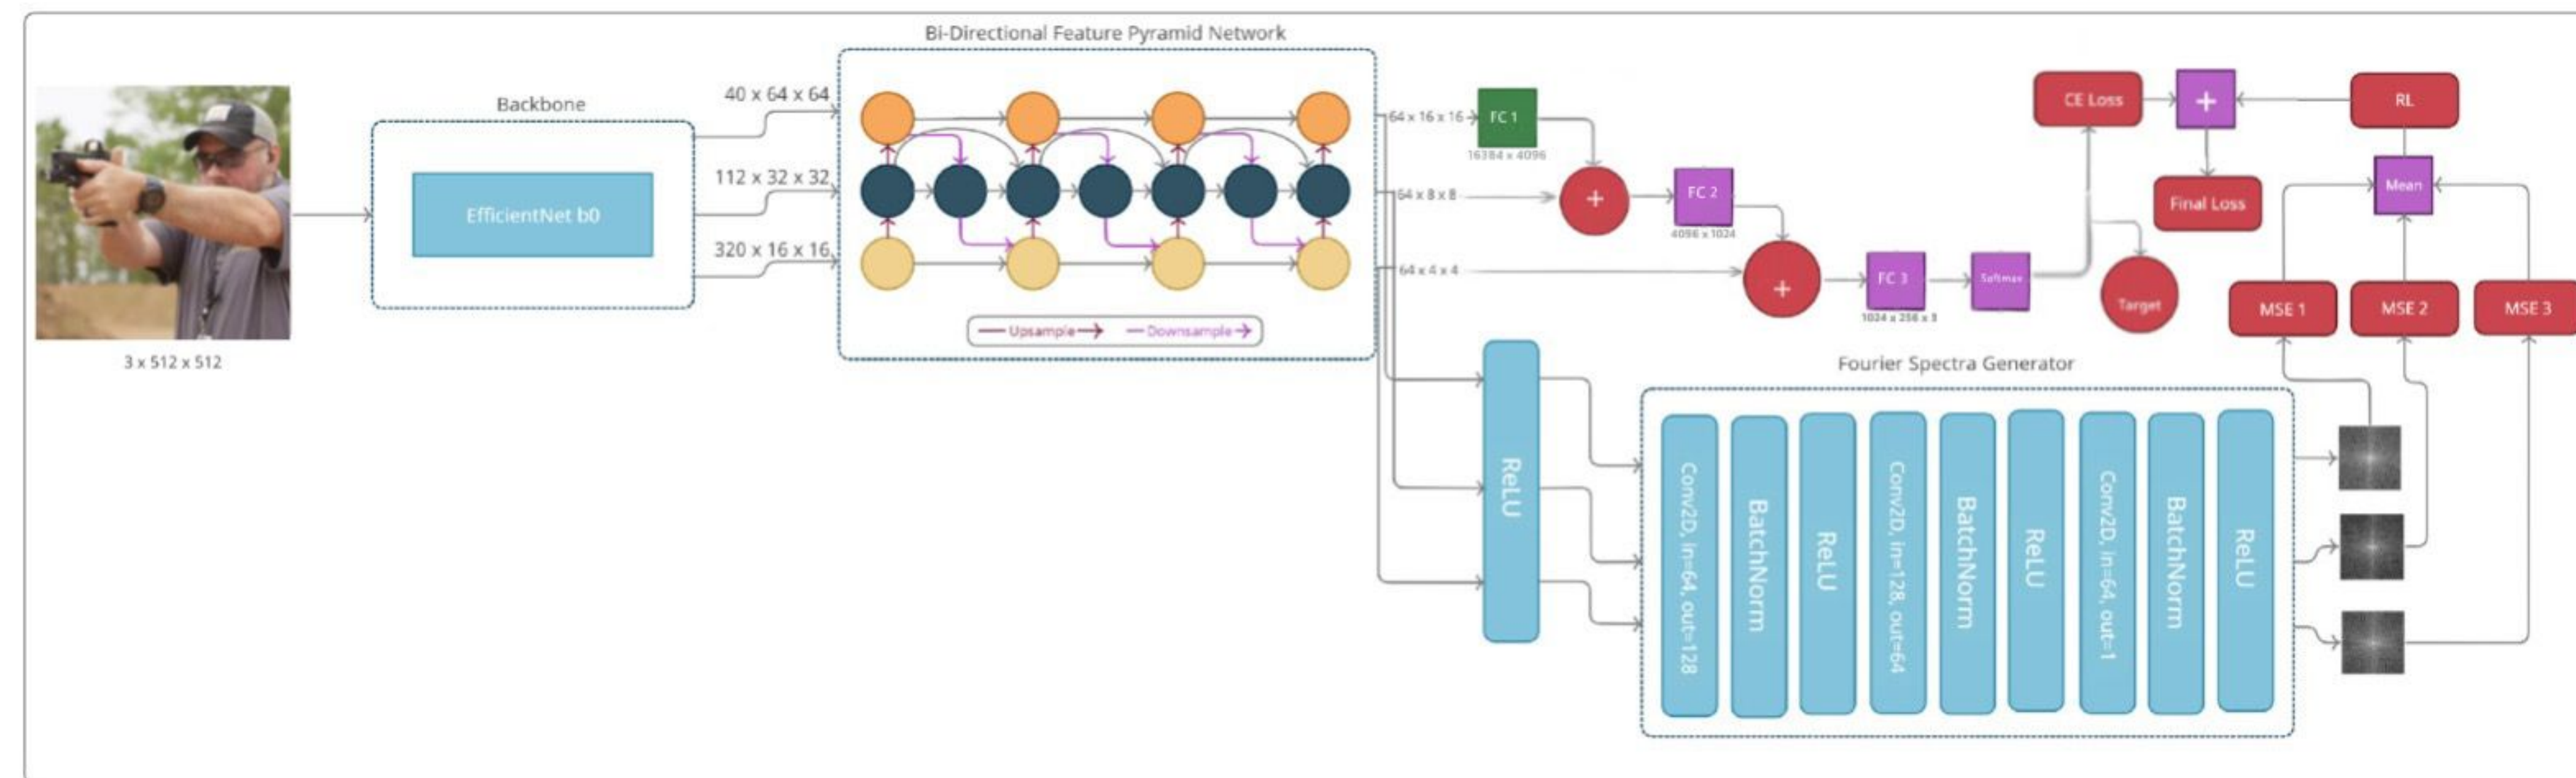 Bi-Directional Feature Pyramid Network
Backbone
EfficientNet b0
3 x 512 x 512
40 x 64 x 64
112 x 32 x 32
320 x 16 x 16
Upsample
Downsample
64 x 16 x 16
64 x 8 x 8
64 x 4 x 4
FC 1
16384 x 4096
+
FC 2
4096 x 1024
+
FC 3
1024 x 256 x 3
Softmax
Target
CE Loss
+
RL
Final Loss
Mean
MSE 1
MSE 2
MSE 3
ReLU
Fourier Spectra Generator
Conv2D, in=64, out=128
BatchNorm
ReLU
Conv2D, in=128, out=64
BatchNorm
ReLU
Conv2D, in=64, out=1
BatchNorm
ReLU